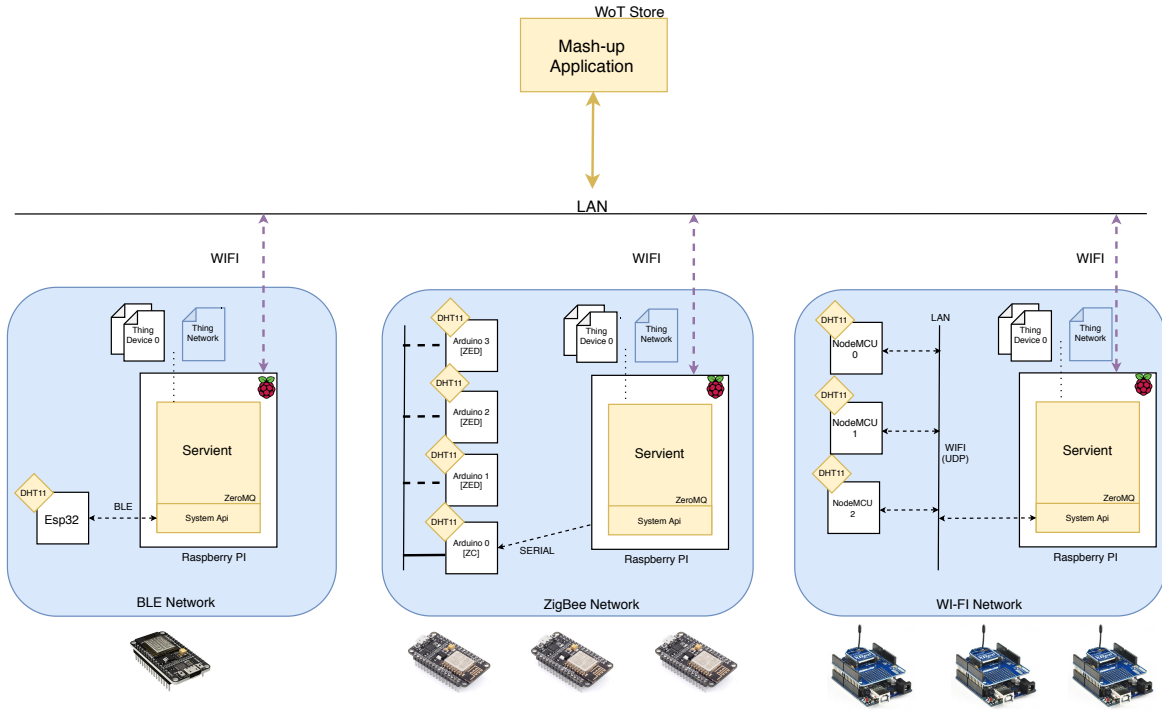 WoT Store
Mash-up
Application
LAN
WIFI
WIFI
WIFI
Thing
Device 0
Thing
Network
Servient
ZeroMQ
System Api
DHT11
Esp32
BLE
Raspberry PI
BLE Network
DHT11
Arduino 3
[ZED]
DHT11
Arduino 2
[ZED]
DHT11
Arduino 1
[ZED]
DHT11
Arduino 0
[ZC]
SERIAL
Thing
Device 0
Thing
Network
Servient
ZeroMQ
System Api
Raspberry PI
ZigBee Network
DHT11
NodeMCU
0
DHT11
NodeMCU
1
DHT11
NodeMCU
2
LAN
WIFI
(UDP)
Thing
Device 0
Thing
Network
Servient
ZeroMQ
System Api
Raspberry PI
WI-FI Network